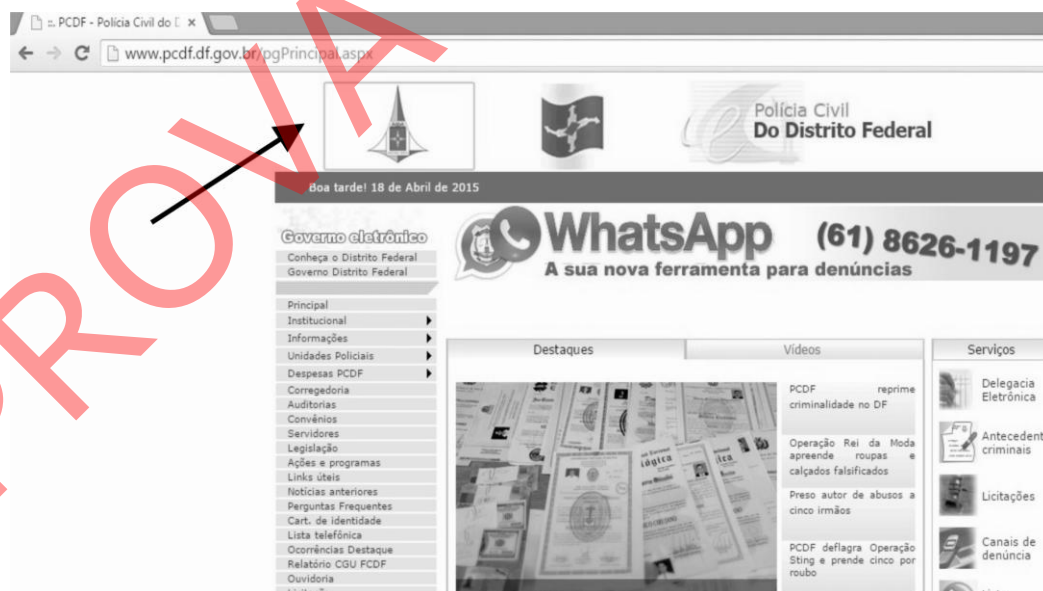 :: PCDF - Polícia Civil do D
www.pcdf.df.gov.br/pgPrincipal.aspx
Polícia Civil
Do Distrito Federal
Boa tarde! 18 de Abril de 2015
Governo eletrônico
Conheça o Distrito Federal
Governo Distrito Federal
WhatsApp
(61) 8626-1197
A sua nova ferramenta para denúncias
Principal
Institucional
Informações
Unidades Policiais
Despesas PCDF
Corregedoria
Auditorias
Convênios
Servidores
Legislação
Ações e programas
Links úteis
Notícias anteriores
Perguntas Frequentes
Cart. de identidade
Lista telefônica
Ocorrências Destaque
Relatório CGU FCDF
Ouvidoria
Destaques
Vídeos
PCDF reprime
criminalidade no DF
Operação Rei da Moda
apreende roupas e
calçados falsificados
Preso autor de abusos a
cinco irmãos
PCDF deflagra Operação
Sting e prende cinco por
roubo
Serviços
Delegacia
Eletrônica
Antecedent
criminais
Licitações
Canais de
denúncia
PROVA